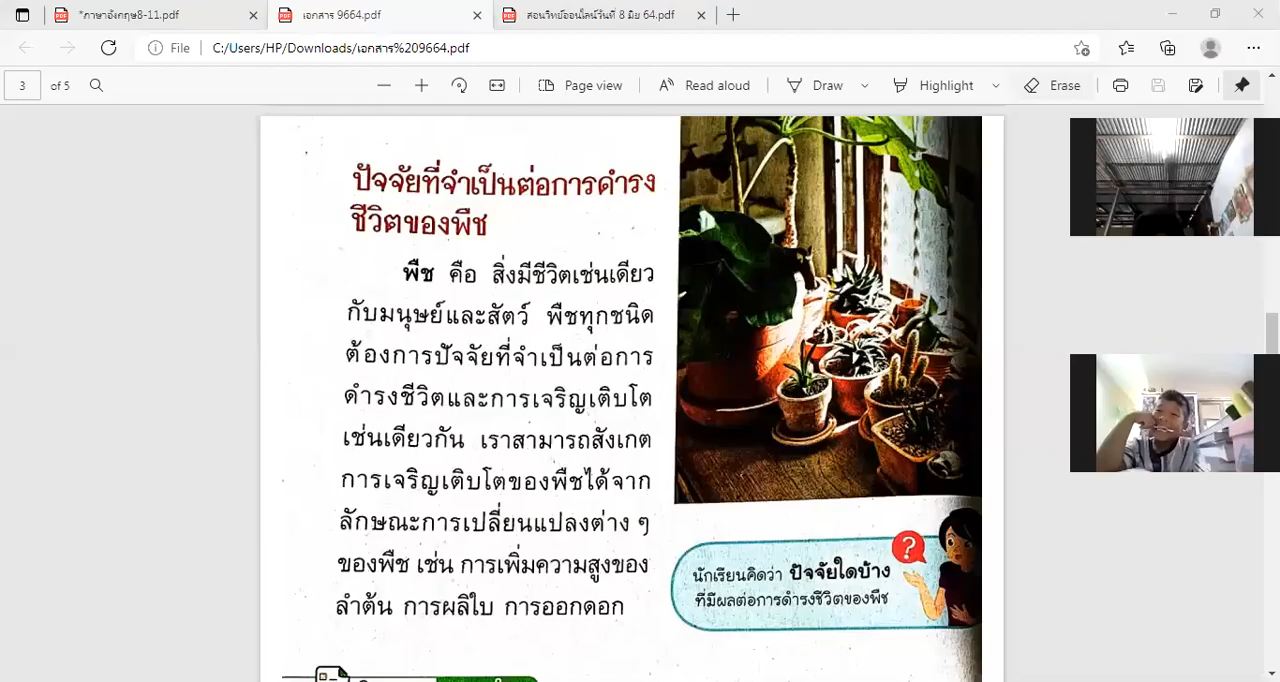 *ภาษาอังกฤษ8-11.pdf
เอกสาร 9664.pdf
สอนวิทย์ออนไลน์วันที่ 8 มิย 64.pdf
File
C:/Users/HP/Downloads/เอกสาร%209664.pdf
3 of 5
Page view
Read aloud
Draw
Highlight
Erase
ปัจจัยที่จำเป็นต่อการดำรง
ชีวิตของพืช
พืช คือ สิ่งมีชีวิตเช่นเดียว
กับมนุษย์และสัตว์ พืชทุกชนิด
ต้องการปัจจัยที่จำเป็นต่อการ
ดำรงชีวิตและการเจริญเติบโต
เช่นเดียวกัน เราสามารถสังเกต
การเจริญเติบโตของพืชได้จาก
ลักษณะการเปลี่ยนแปลงต่าง ๆ
ของพืช เช่น การเพิ่มความสูงของ
ลำต้น การผลิใบ การออกดอก
?
นักเรียนคิดว่า ปัจจัยใดบ้าง
ที่มีผลต่อการดำรงชีวิตของพืช